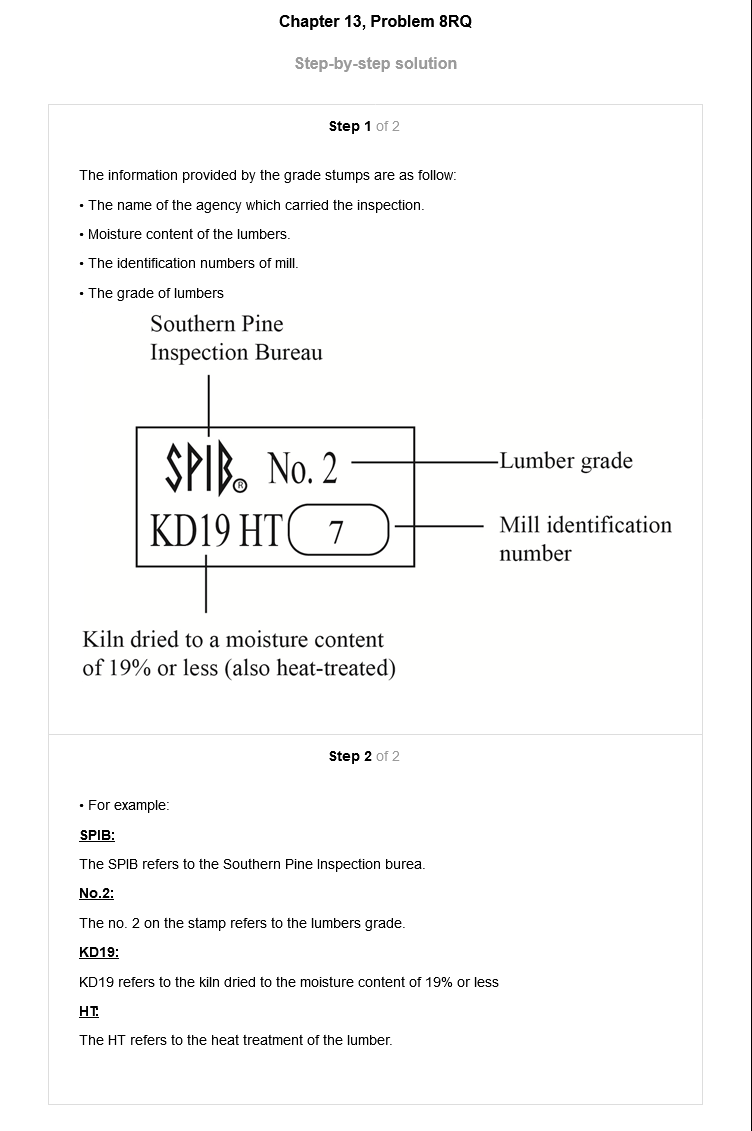 Chapter 13, Problem 8RQ
Step-by-step solution
Step 1 of 2
The information provided by the grade stumps are as follow:
• The name of the agency which carried the inspection.
• Moisture content of the lumbers.
• The identification numbers of mill.
• The grade of lumbers
Southern Pine
Inspection Bureau
SPIB® No. 2
Lumber grade
KD19 HT 7
Mill identification
number
Kiln dried to a moisture content
of 19% or less (also heat-treated)
Step 2 of 2
• For example:
SPIB:
The SPIB refers to the Southern Pine Inspection burea.
No.2:
The no. 2 on the stamp refers to the lumbers grade.
KD19:
KD19 refers to the kiln dried to the moisture content of 19% or less
HT:
The HT refers to the heat treatment of the lumber.